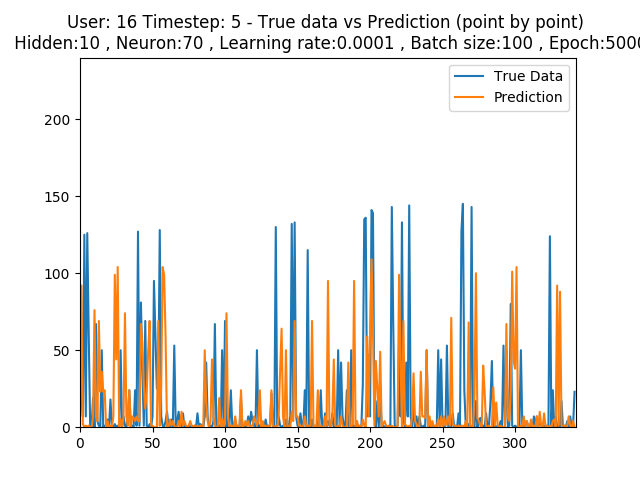 User: 16 Timestep: 5 - True data vs Prediction (point by point)
Hidden:10 , Neuron:70 , Learning rate:0.0001 , Batch size:100 , Epoch:5000
True Data
Prediction
200
150
100
50
0
0 50 100 150 200 250 300